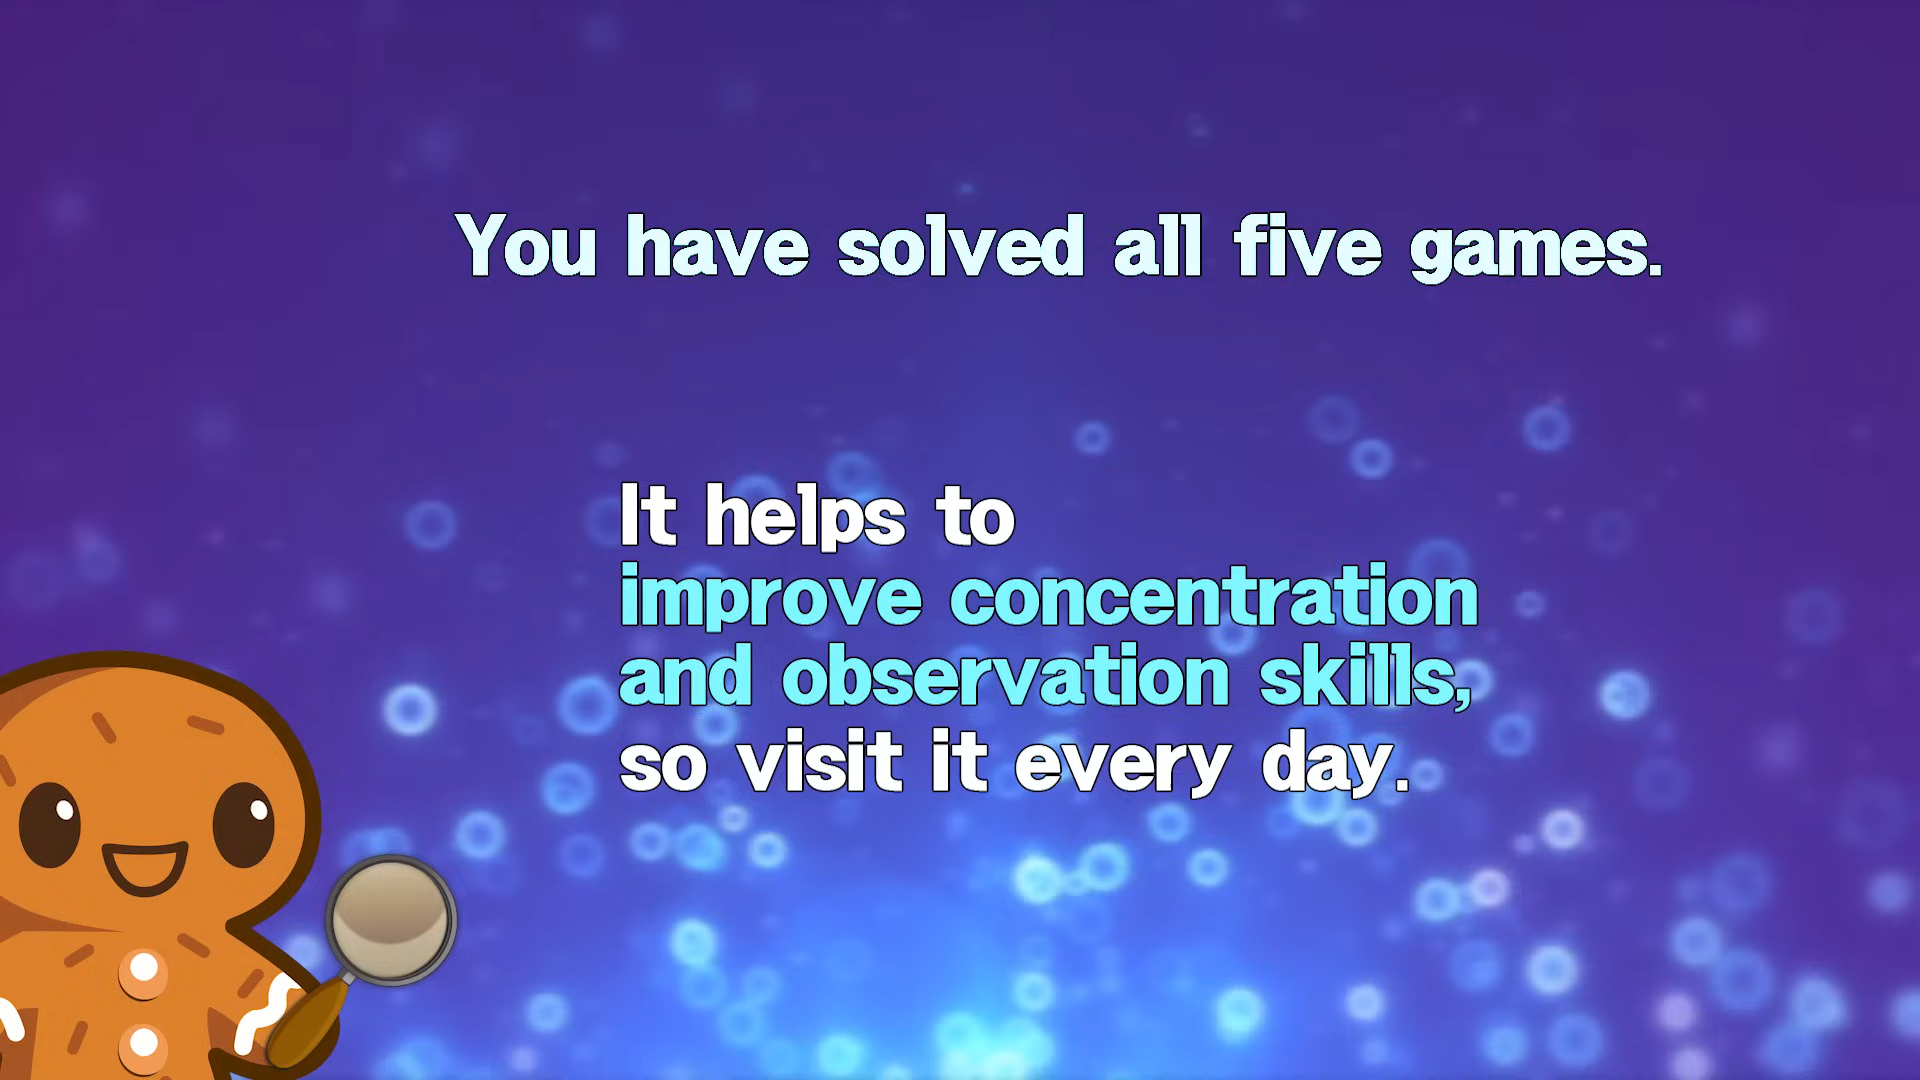 You have solved all five games.
It helps to
improve concentration
and observation skills,
so visit it every day.